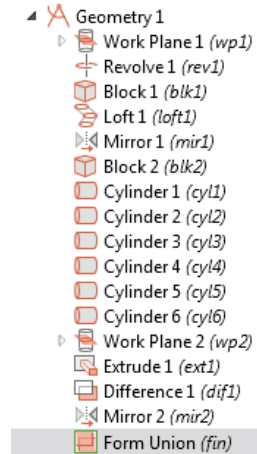 Geometry 1
Work Plane 1 (wp1)
Revolve 1 (rev1)
Block 1 (blk1)
Loft 1 (loft1)
Mirror 1 (mir1)
Block 2 (blk2)
Cylinder 1 (cyl1)
Cylinder 2 (cyl2)
Cylinder 3 (cyl3)
Cylinder 4 (cyl4)
Cylinder 5 (cyl5)
Cylinder 6 (cyl6)
Work Plane 2 (wp2)
Extrude 1 (ext1)
Difference 1 (dif1)
Mirror 2 (mir2)
Form Union (fin)